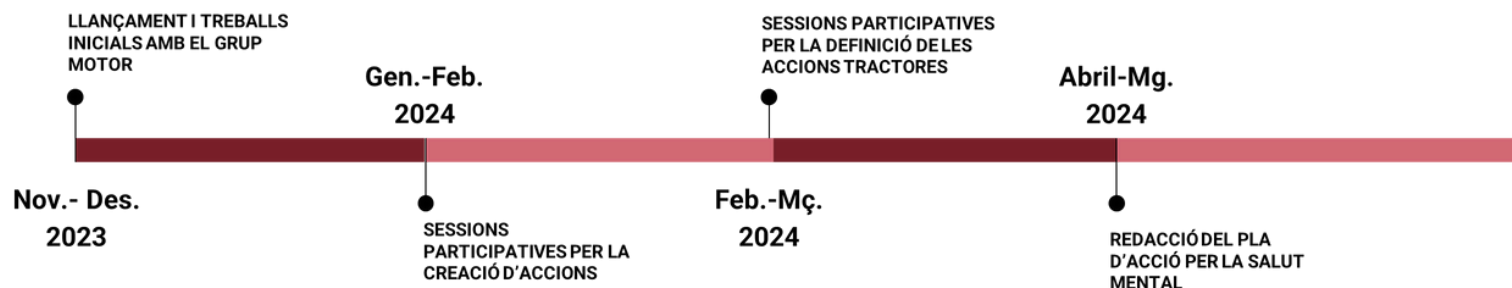 LLANÇAMENT I TREBALLS
INICIALS AMB EL GRUP
MOTOR
Nov.- Des.
2023
Gen.-Feb.
2024
SESSIONS
PARTICIPATIVES PER LA
CREACIÓ D'ACCIONS
SESSIONS PARTICIPATIVES
PER LA DEFINICIÓ DE LES
ACCIONS TRACTORES
Feb.-Mç.
2024
Abril-Mg.
2024
REDACCIÓ DEL PLA
D'ACCIÓ PER LA SALUT
MENTAL